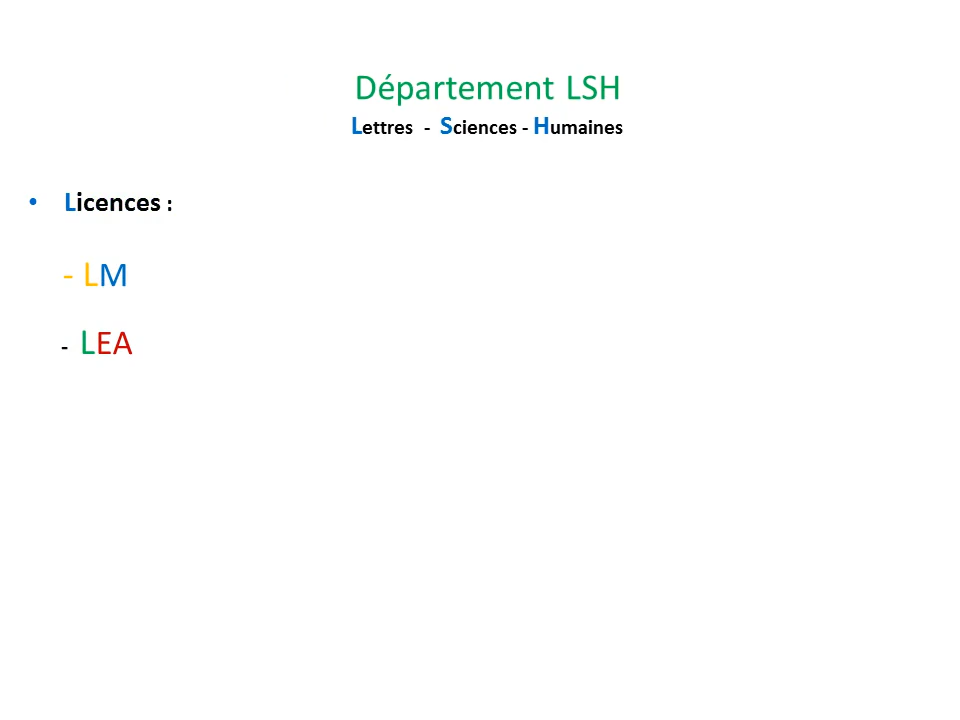 Département LSH
Lettres - Sciences - Humaines
• Licences :
- LM
- LEA